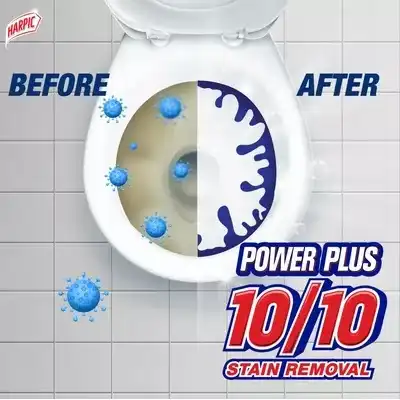 HARPIC
BEFORE
AFTER
POWER PLUS
10/10
STAIN REMOVAL